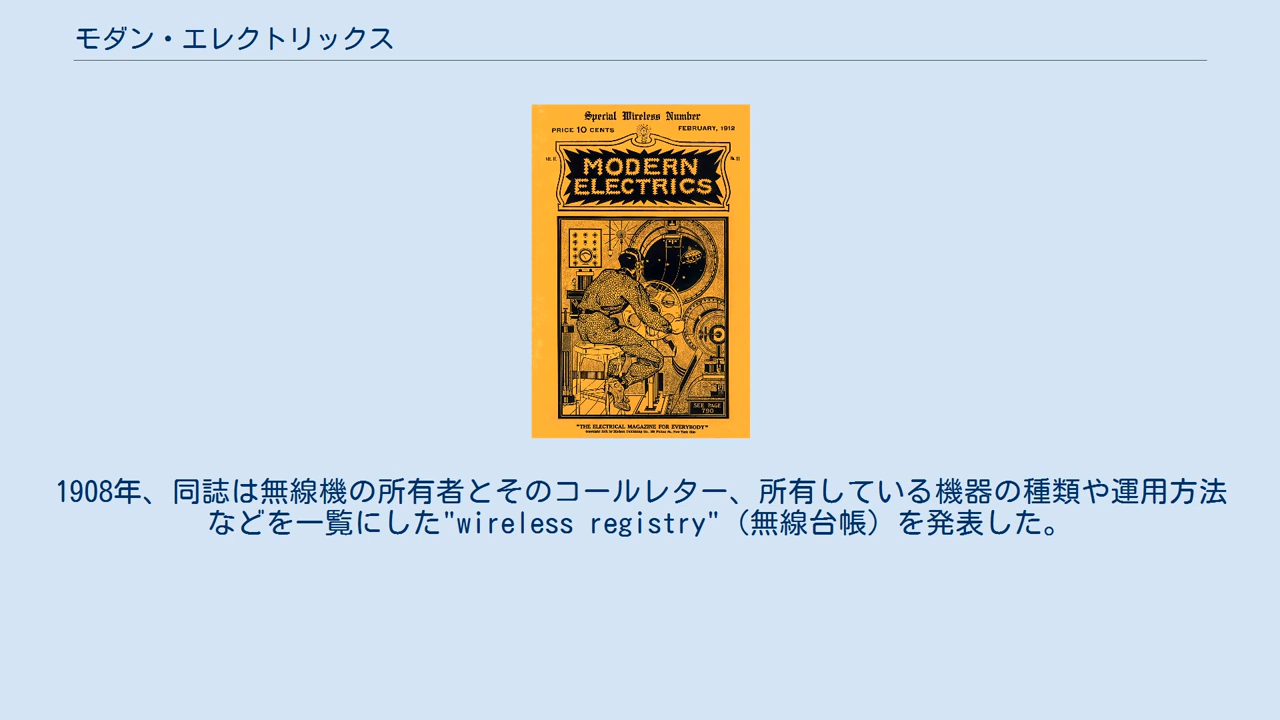 モダン・エレクトリックス
Special Wireless Number
PRICE 10 CENTS
FEBRUARY, 1912
MODERN
ELECTRICS
SEE PAGE
790
"THE ELECTRICAL MAGAZINE FOR EVERYBODY"
1908年、同誌は無線機の所有者とそのコールレター、所有している機器の種類や運用方法
などを一覧にした"wireless registry"（無線台帳）を発表した。